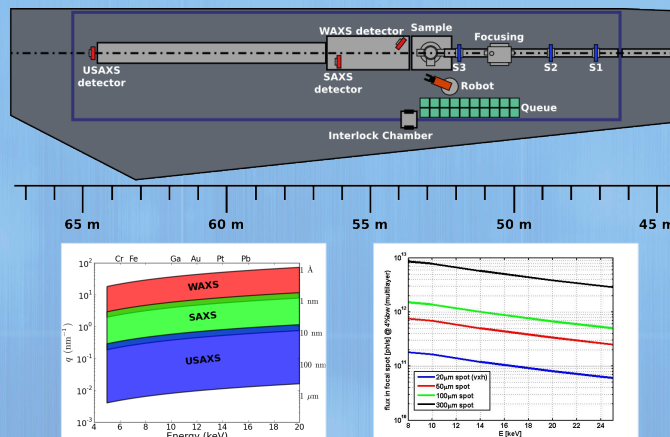 WAXS detector
Sample
Focusing
USAXS
detector
SAXS
detector
S3
S2
S1
Robot
Queue
Interlock Chamber
65 m
60 m
55 m
50 m
45 m
Cr Fe Ga Au Pt Pb
10²
10¹
10⁰
10⁻¹
10⁻²
10⁻³
q (nm⁻¹)
WAXS
SAXS
USAXS
1 Å
1 nm
10 nm
100 nm
1 μm
4 6 8 10 12 14 16 18 20
Energy (keV)
flux in focal spot [ph/s] @ 4%bw (multilayer)
10¹³
10¹²
10¹¹
10¹⁰
20μm spot (vxh)
60μm spot
100μm spot
300μm spot
8 10 12 14 16 18 20 22 24
E [keV]